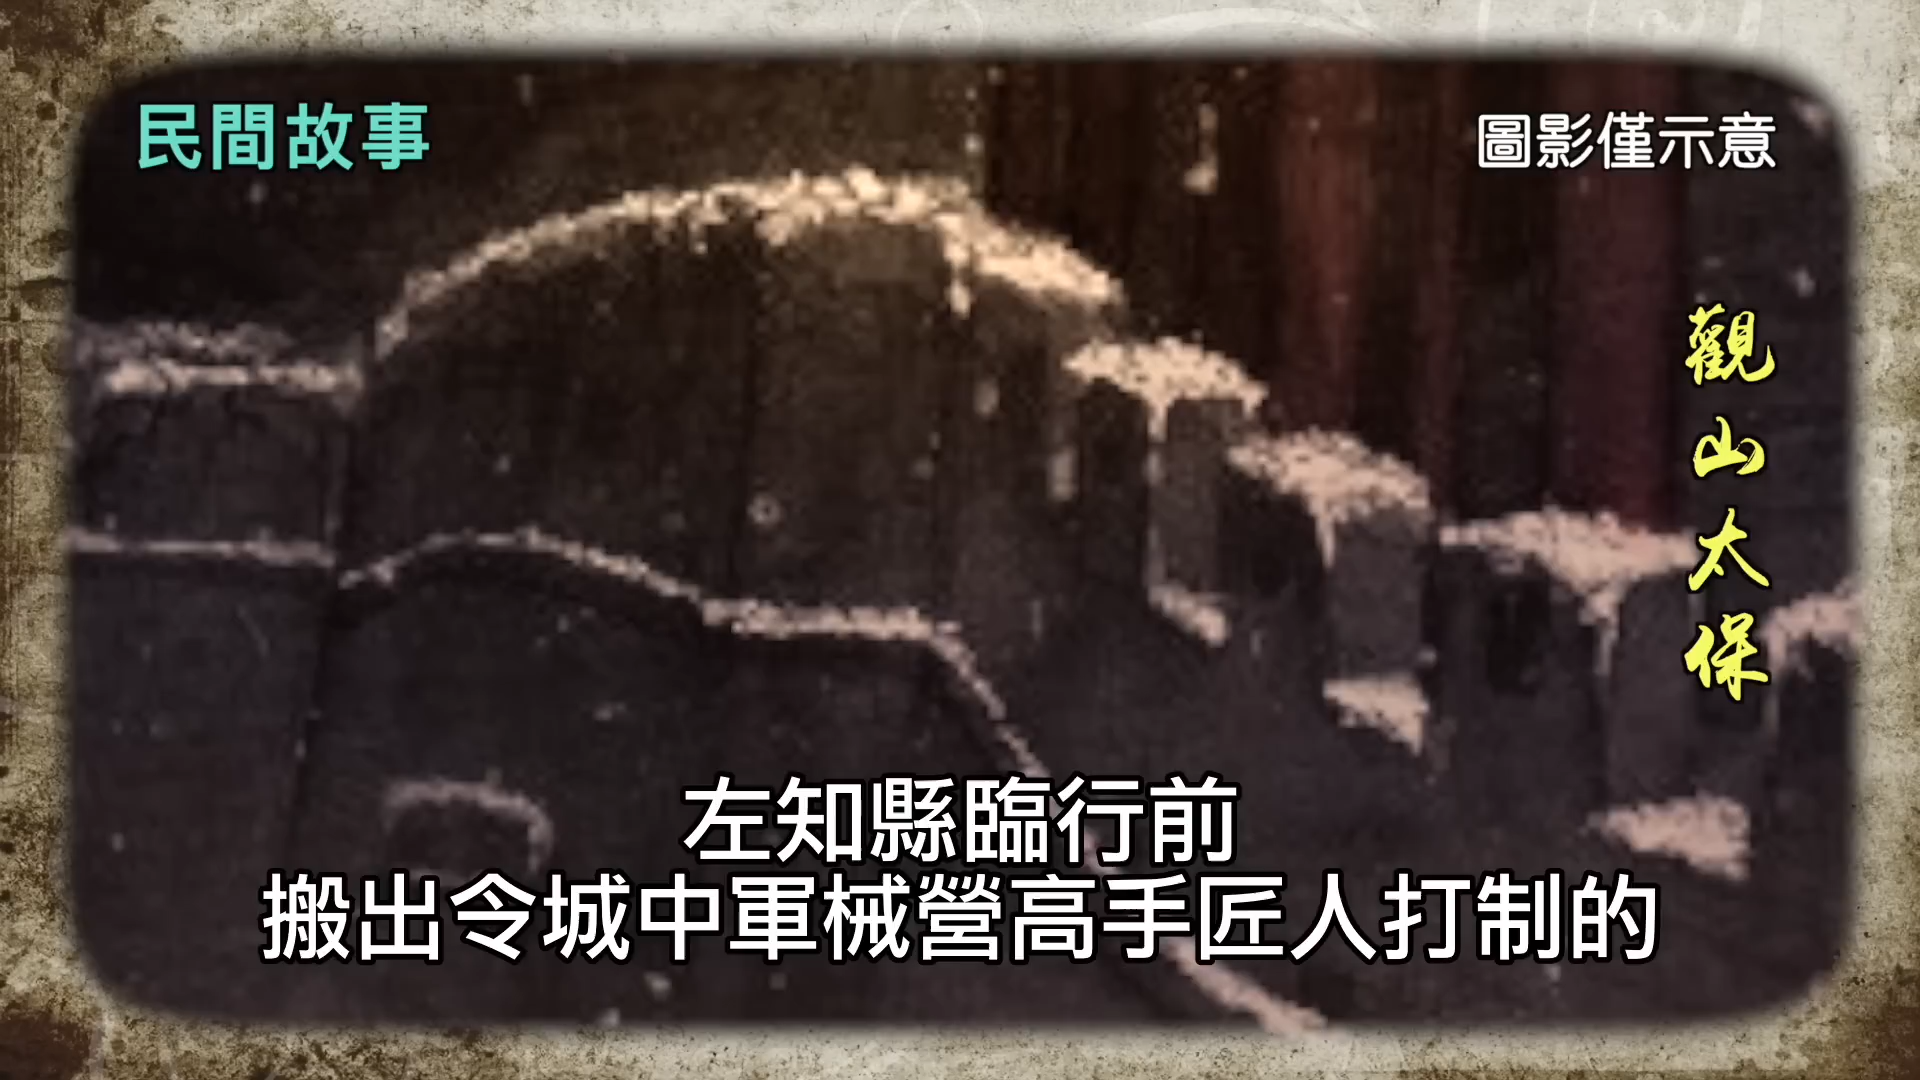 民間故事
圖影僅示意
觀山太保
左知縣臨行前
搬出令城中軍械營高手匠人打制的